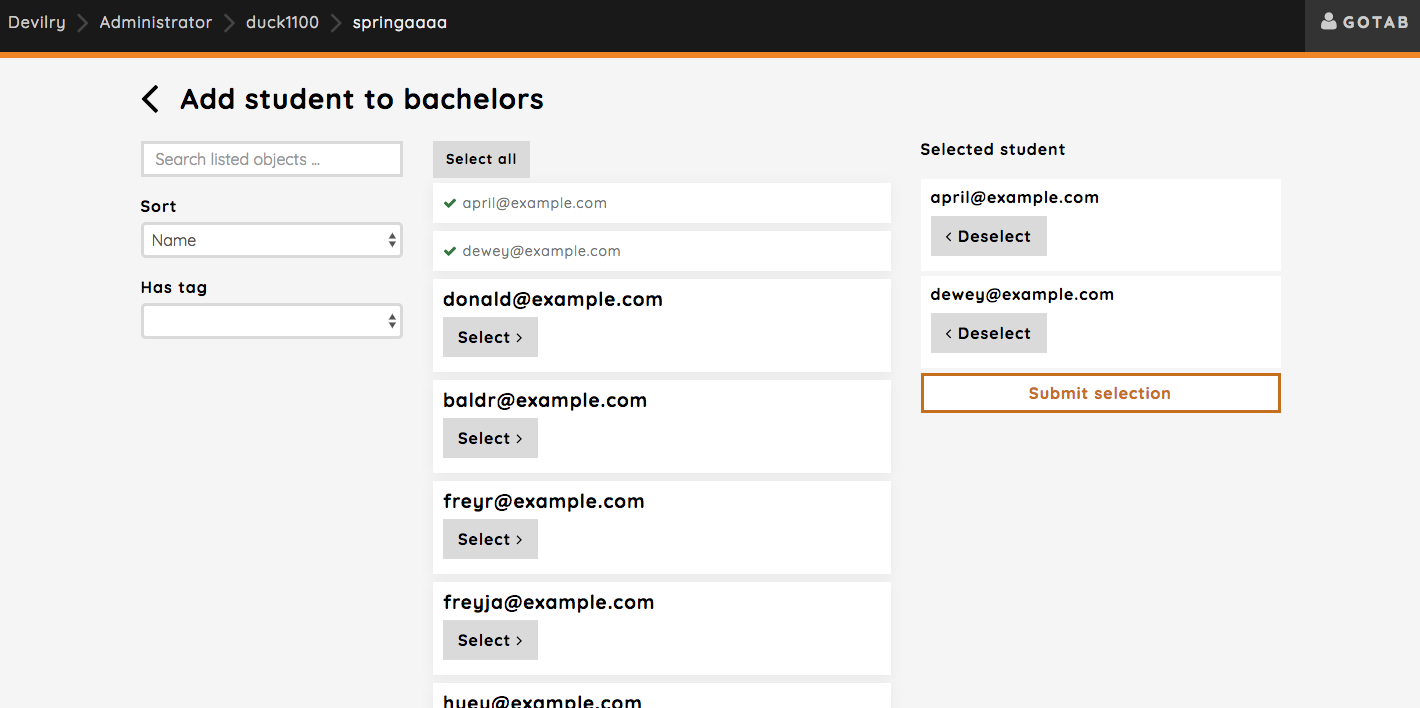 Devilry Administrator duck1100 springaaaa
GOTAB
Add student to bachelors
Search listed objects ...
Sort
Name
Has tag
Select all
april@example.com
dewey@example.com
donald@example.com
Select
baldr@example.com
Select
freyr@example.com
Select
freyja@example.com
Select
huey@example.com
Selected student
april@example.com
Deselect
dewey@example.com
Deselect
Submit selection